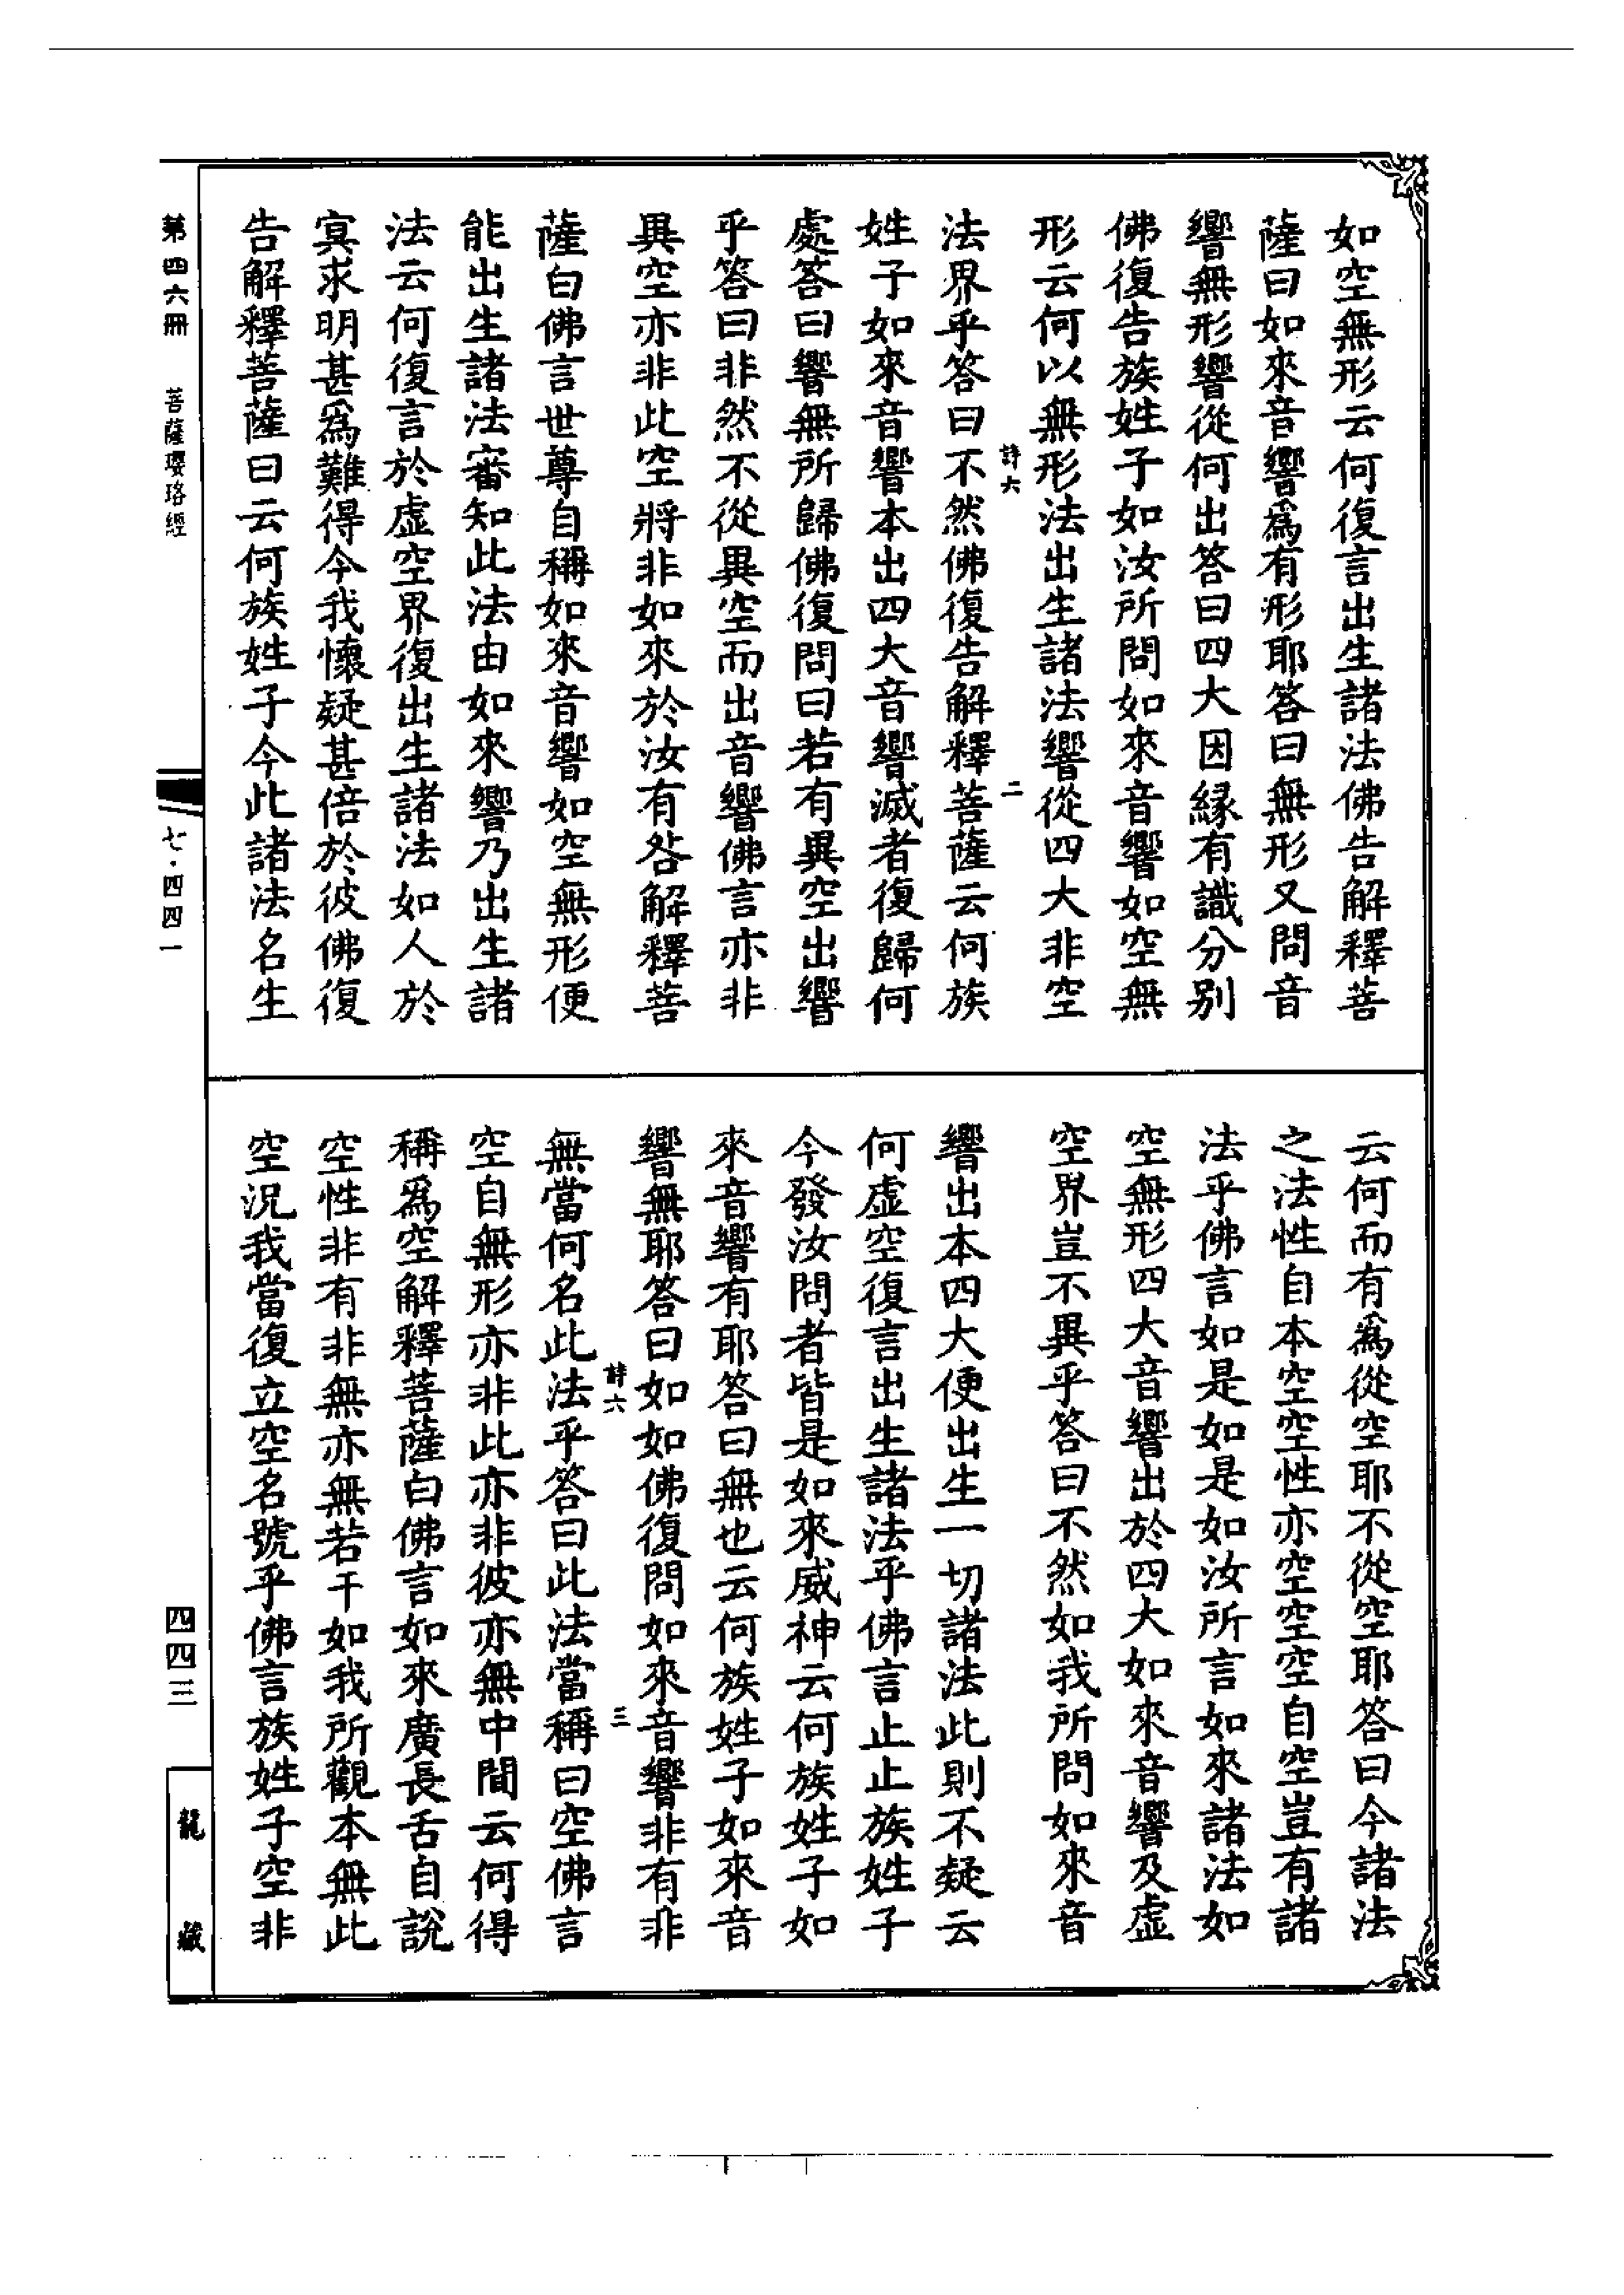 如空無形云何復言出生諸法佛告解釋菩
薩曰如來音響爲有形耶答曰無形又問音
響無形響從何出答曰四大因緣有識分別
佛復告族姓子如汝所問如來音響如空無
形云何以無形法出生諸法響從四大非空
詩六
二
法界乎答曰不然佛復告解釋菩薩云何族
姓子如來音響本出四大音響滅者復歸何
處答曰響無所歸佛復問曰若有異空出響
乎答曰非然不從異空而出音響佛言亦非
異空亦非此空將非如來於汝有咎解釋菩
薩白佛言世尊自稱如來音響如空無形便
能出生諸法審知此法由如來響乃出生諸
法云何復言於虛空界復出生諸法如人於
冥求明甚爲難得今我懷疑甚倍於彼佛復
告解釋菩薩曰云何族姓子今此諸法名生
云何而有爲從空耶不從空耶答曰今諸法
之法性自本空空性亦空空空自空豈有諸
法乎佛言如是如是如汝所言如來諸法如
空無形四大音響出於四大如來音響及虛
空界豈不異乎答曰不然如我所問如來音
響出本四大便出生一切諸法此則不疑云
何虛空復言出生諸法乎佛言止止族姓子
今發汝問者皆是如來威神云何族姓子如
來音響有耶答曰無也云何族姓子如來音
響無耶答曰如如佛復問如來音響非有非
詩六
三
無當何名此法乎答曰此法當稱曰空佛言
空自無形亦非此亦非彼亦無中間云何得
稱爲空解釋菩薩白佛言如來廣長舌自說
空性非有非無亦無若干如我所觀本無此
空況我當復立空名號乎佛言族姓子空非
第四六冊
菩薩瓔珞經
七·四四一
四四三
龍藏